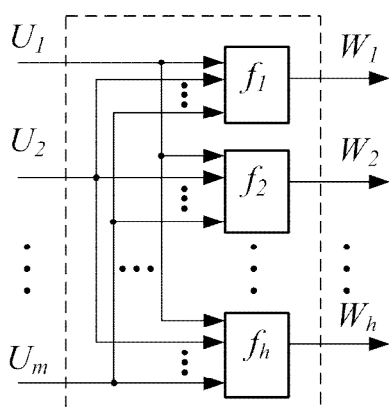 U₁ f₁ W₁
U₂ f₂ W₂
Uₘ fₕ Wₕ